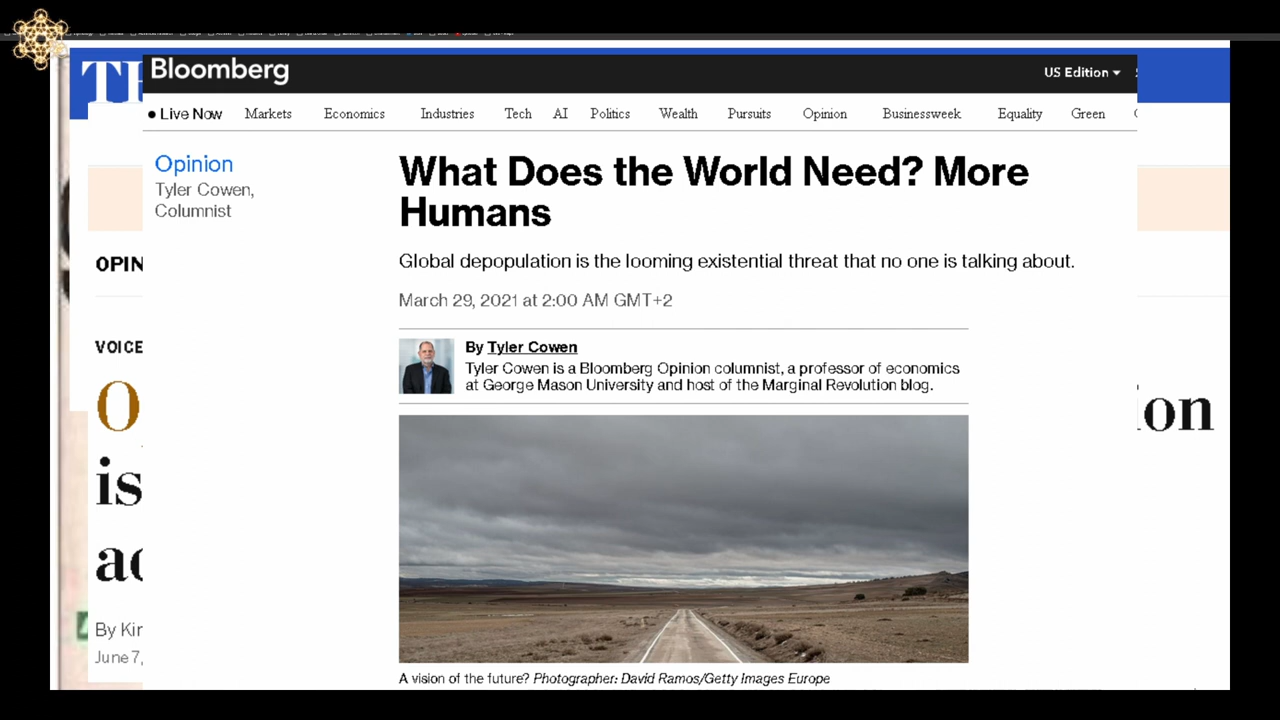 TH
Bloomberg
US Edition
Live Now Markets Economics Industries Tech AI Politics Wealth Pursuits Opinion Businessweek Equality Green
Opinion
Tyler Cowen,
Columnist
What Does the World Need? More
Humans
Global depopulation is the looming existential threat that no one is talking about.
March 29, 2021 at 2:00 AM GMT+2
By Tyler Cowen
Tyler Cowen is a Bloomberg Opinion columnist, a professor of economics
at George Mason University and host of the Marginal Revolution blog.
A vision of the future? Photographer: David Ramos/Getty Images Europe
OPIN
VOICE
O
ion
is
By Kir
June 7,